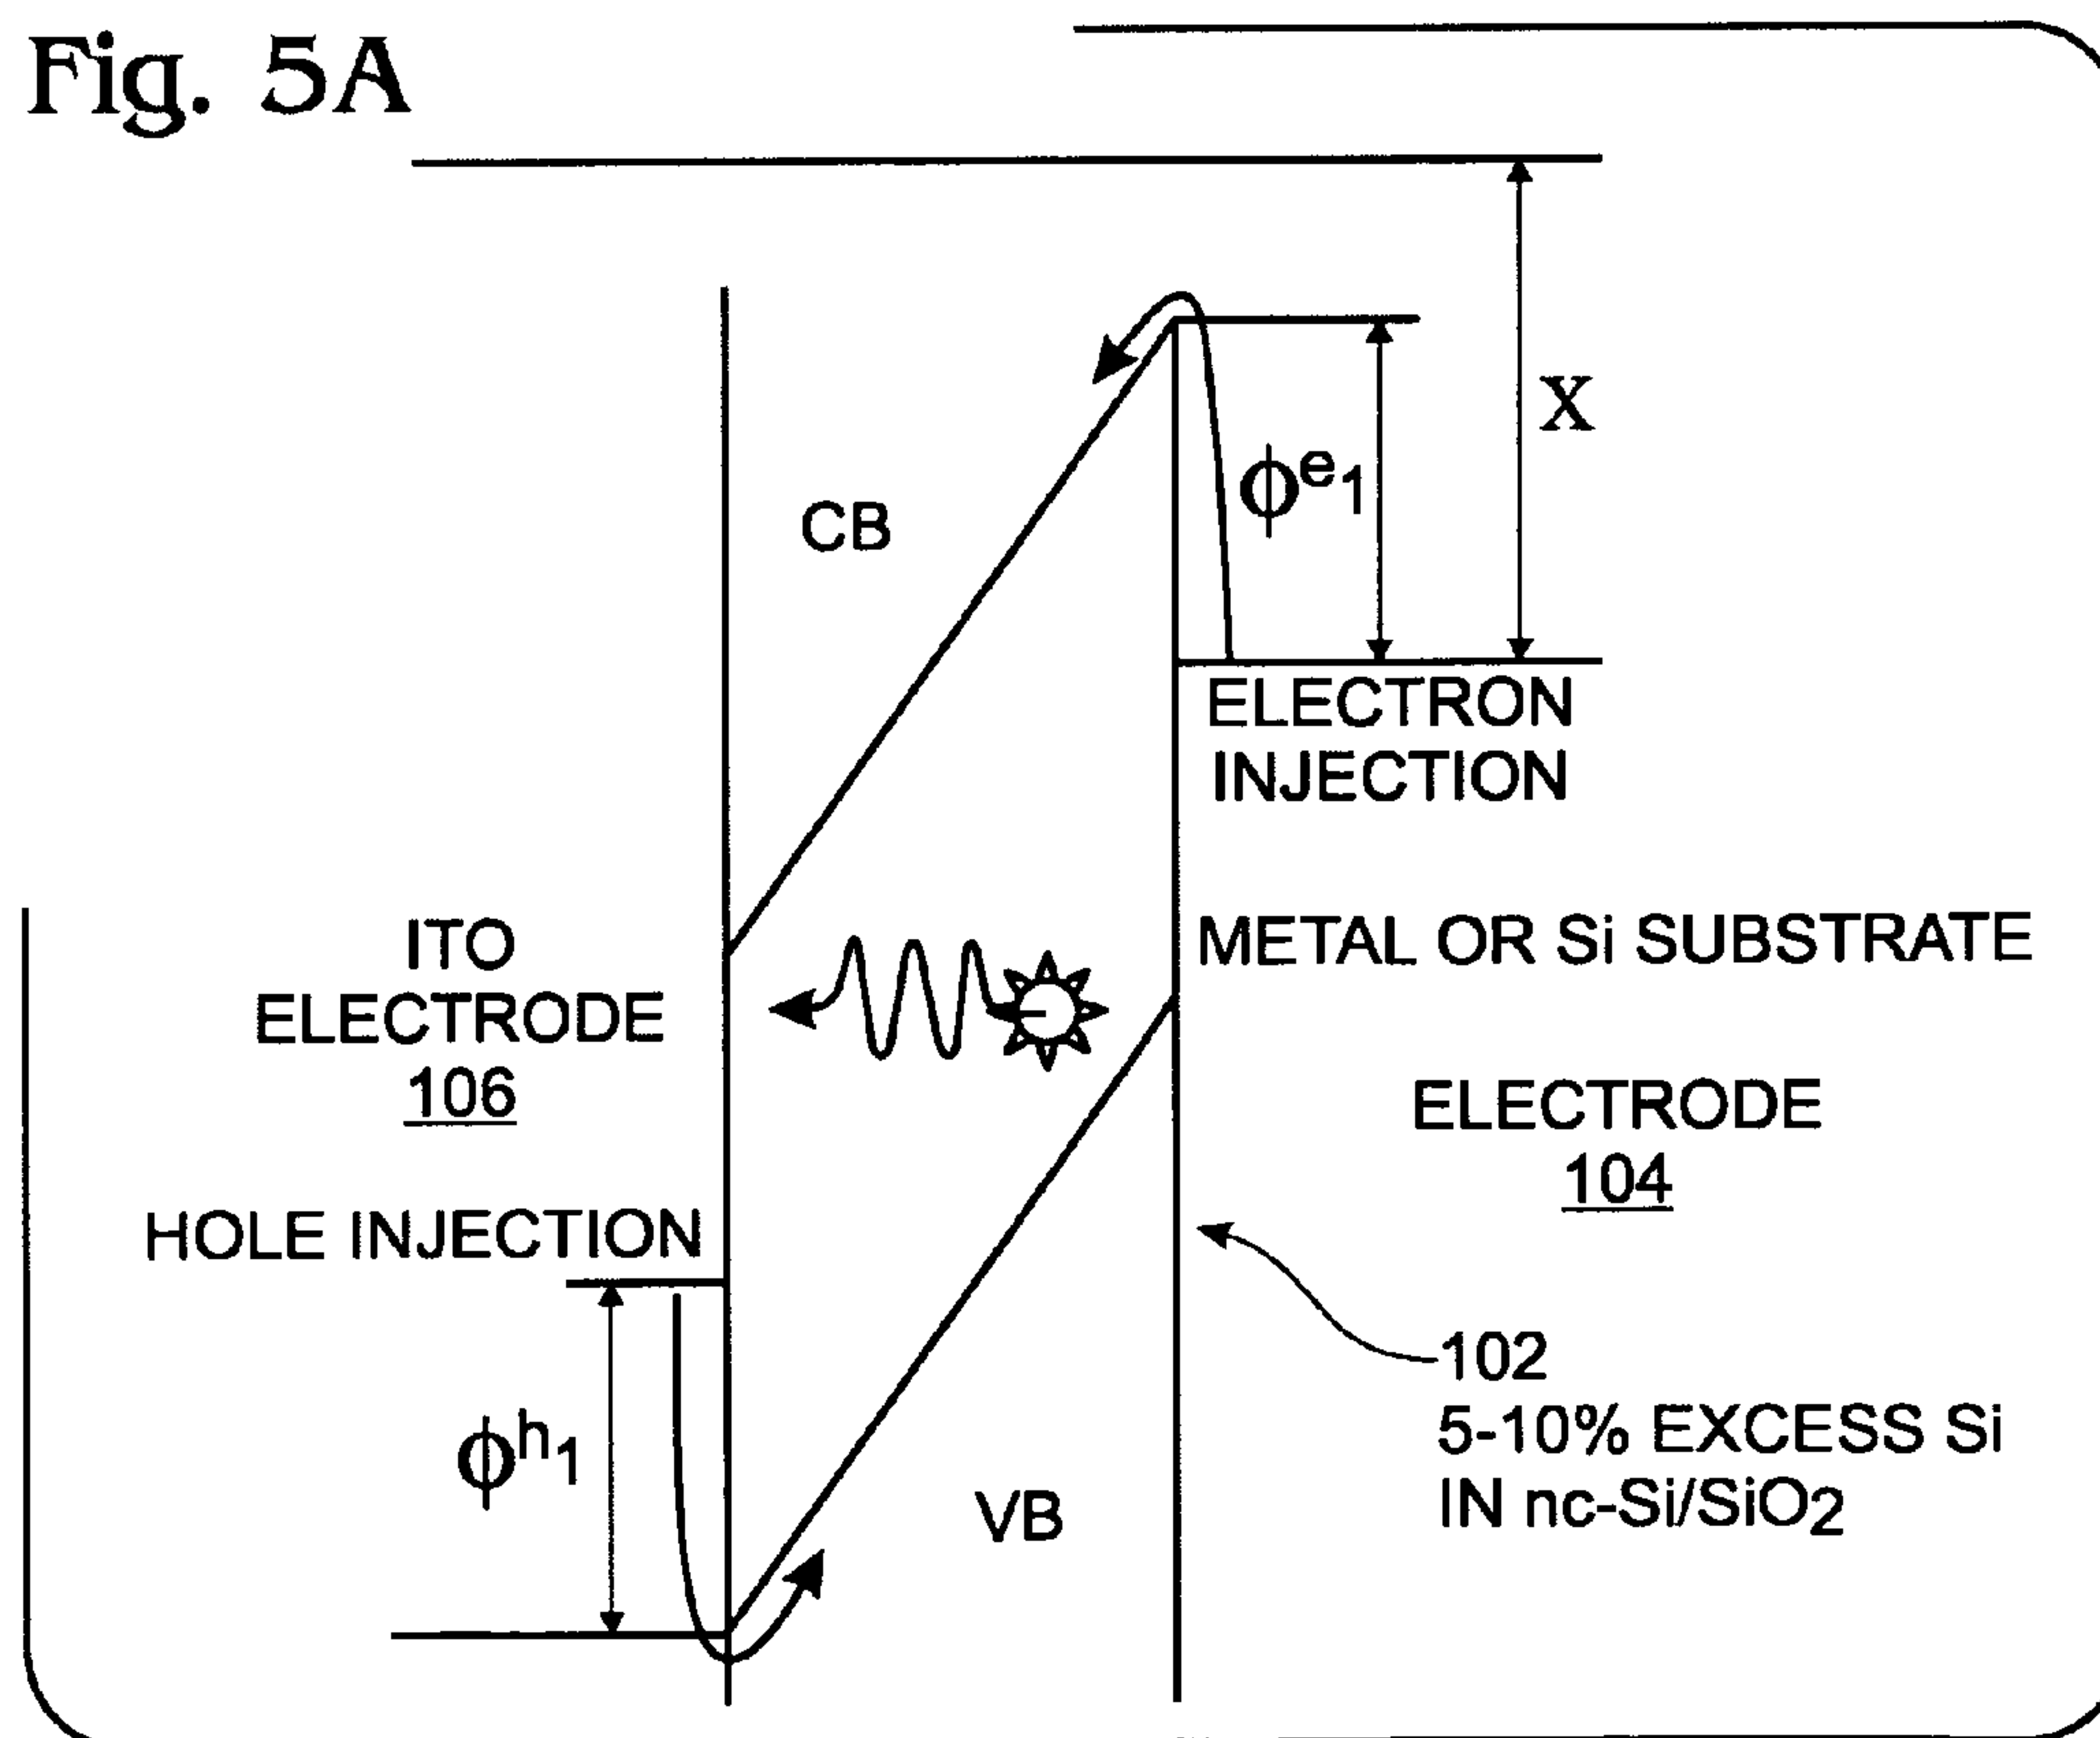 Fig. 5A
X
ϕe1
CB
ELECTRON
INJECTION
ITO
ELECTRODE
106
METAL OR Si SUBSTRATE
ELECTRODE
104
HOLE INJECTION
102
5-10% EXCESS Si
IN nc-Si/SiO2
ϕh1
VB